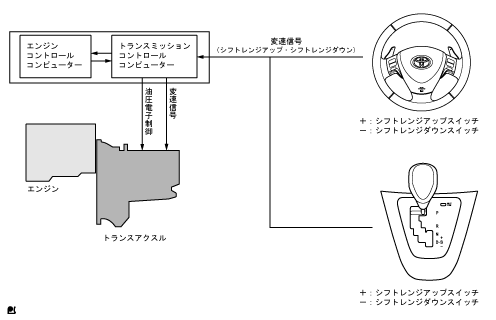 エンジン
コントロール
コンピューター
トランスミッション
コントロール
コンピューター
変速信号
(シフトレンジアップ・シフトレンジダウン)
油圧電子制御
変速信号
+:シフトレンジアップスイッチ
ー:シフトレンジダウンスイッチ
エンジン
トランスアクスル
P
R
N
D
+
+:シフトレンジアップスイッチ
ー:シフトレンジダウンスイッチ